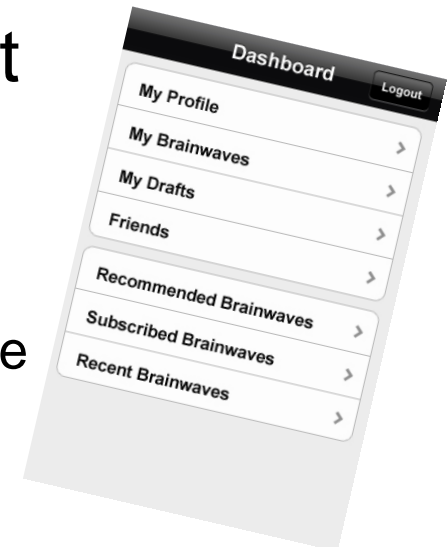 t
Dashboard
Logout
My Profile
My Brainwaves
My Drafts
Friends
Recommended Brainwaves
e
Subscribed Brainwaves
Recent Brainwaves